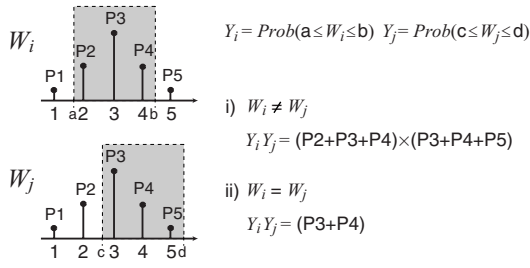 W_i
P1 P2 P3 P4 P5
1 a 2 3 4 b 5
W_j
P1 P2 P3 P4 P5
1 2 c 3 4 5 d
Y_i = Prob(a≤W_i≤b) Y_j = Prob(c≤W_j≤d)
i) W_i ≠ W_j
Y_i Y_j = (P2+P3+P4)×(P3+P4+P5)
ii) W_i = W_j
Y_i Y_j = (P3+P4)